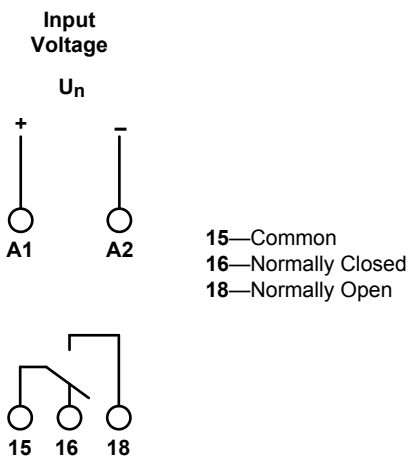 Input
Voltage
Un
+ −
A1 A2
15—Common
16—Normally Closed
18—Normally Open
15 16 18